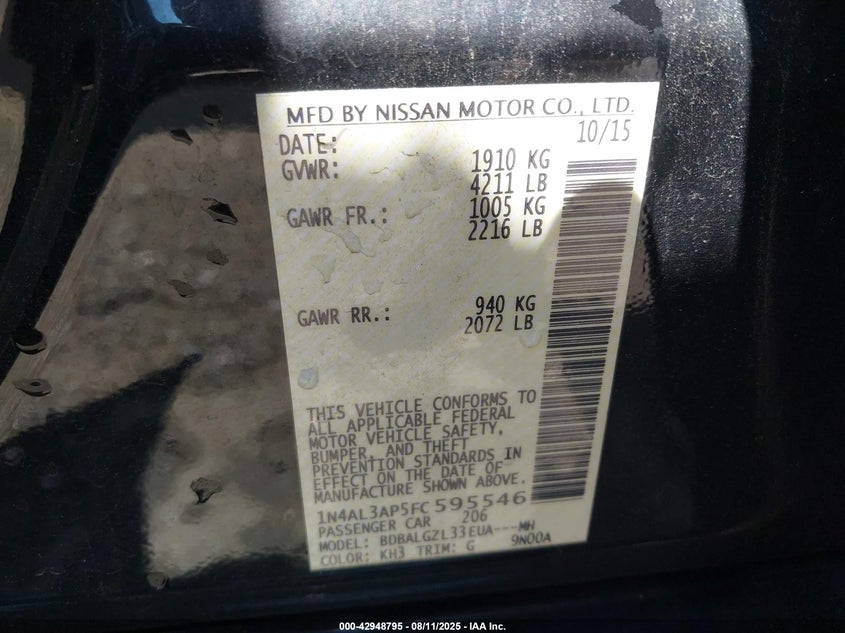 MFD BY NISSAN MOTOR CO., LTD.
DATE: 10/15
GVWR: 1910 KG
4211 LB
GAWR FR.: 1005 KG
2216 LB
GAWR RR.: 940 KG
2072 LB
THIS VEHICLE CONFORMS TO
ALL APPLICABLE FEDERAL
MOTOR VEHICLE SAFETY,
BUMPER, AND THEFT
PREVENTION STANDARDS IN
EFFECT ON THE DATE OF
MANUFACTURE SHOWN ABOVE.
1N4AL3AP5FC595546
PASSENGER CAR 206
MODEL: BDBALGZL33EUA---MH
COLOR: KH3 TRIM: G 9N00A
000-42948795 - 08/11/2025 - IAA Inc.